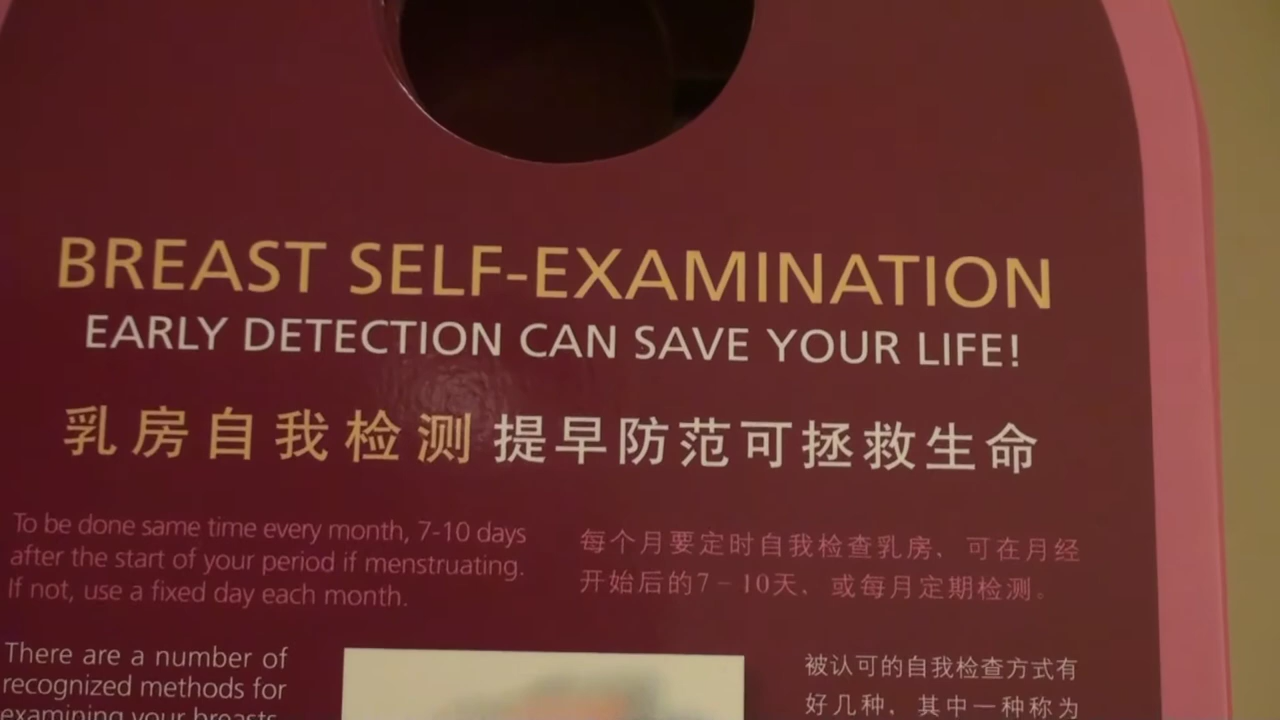 BREAST SELF-EXAMINATION
EARLY DETECTION CAN SAVE YOUR LIFE!
乳房自我检测 提早防范可拯救生命
To be done same time every month, 7-10 days
after the start of your period if menstruating.
If not, use a fixed day each month.
每个月要定时自我检查乳房、可在月经
开始后的7-10天、或每月定期检测。
There are a number of
recognized methods for
examining your breasts
被认可的自我检查方式有
好几种、其中一种称为